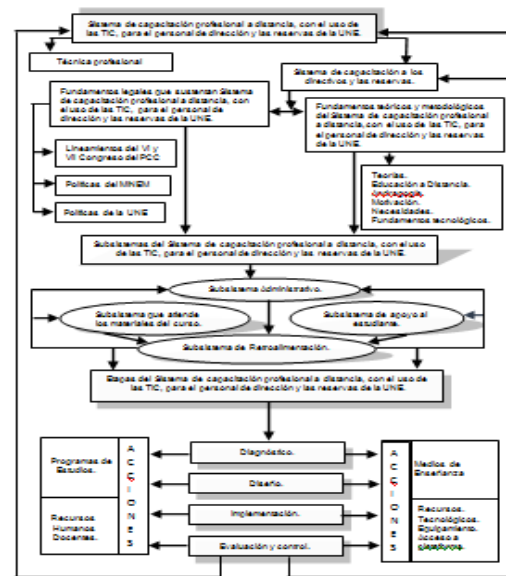 Sistema de capacitación profesional a distancia, con el uso de
las TIC, para el personal de dirección y las reservas de la UNE.
Técnica profesional
Sistema de capacitación a los
directivos y las reservas.
Fundamentos legales que sustentan Sistema
de capacitación profesional a distancia, con
el uso de las TIC, para el personal de
dirección y las reservas de la UNE.
Fundamentos teóricos y metodológicos
del Sistema de capacitación profesional
a distancia, con el uso de las TIC, para
el personal de dirección y las reservas
de la UNE.
Lineamientos del VI y
VII Congreso del PCC
Políticas del MINEM
Políticas de la UNE
Teorías.
Educación a Distancia.
Andragogía.
Motivación.
Necesidades.
Fundamentos tecnológicos.
Subsistemas del Sistema de capacitación profesional a distancia, con el uso
de las TIC, para el personal de dirección y las reservas de la UNE.
Subsistema Administrativo.
Subsistema que atiende
los materiales del curso.
Subsistema de apoyo al
estudiante.
Subsistema de Retroalimentación.
Etapas del Sistema de capacitación profesional a distancia, con el uso
de las TIC, para el personal de dirección y las reservas de la UNE.
Programas de
Estudios.
Recursos
Humanos
Docentes.
A
C
C
I
O
N
E
S
Diagnóstico.
Diseño.
Implementación.
Evaluación y control.
A
C
C
I
O
N
E
S
Medios de
Enseñanza
Recursos.
Tecnológicos.
Equipamiento.
Acceso a
plataforma.